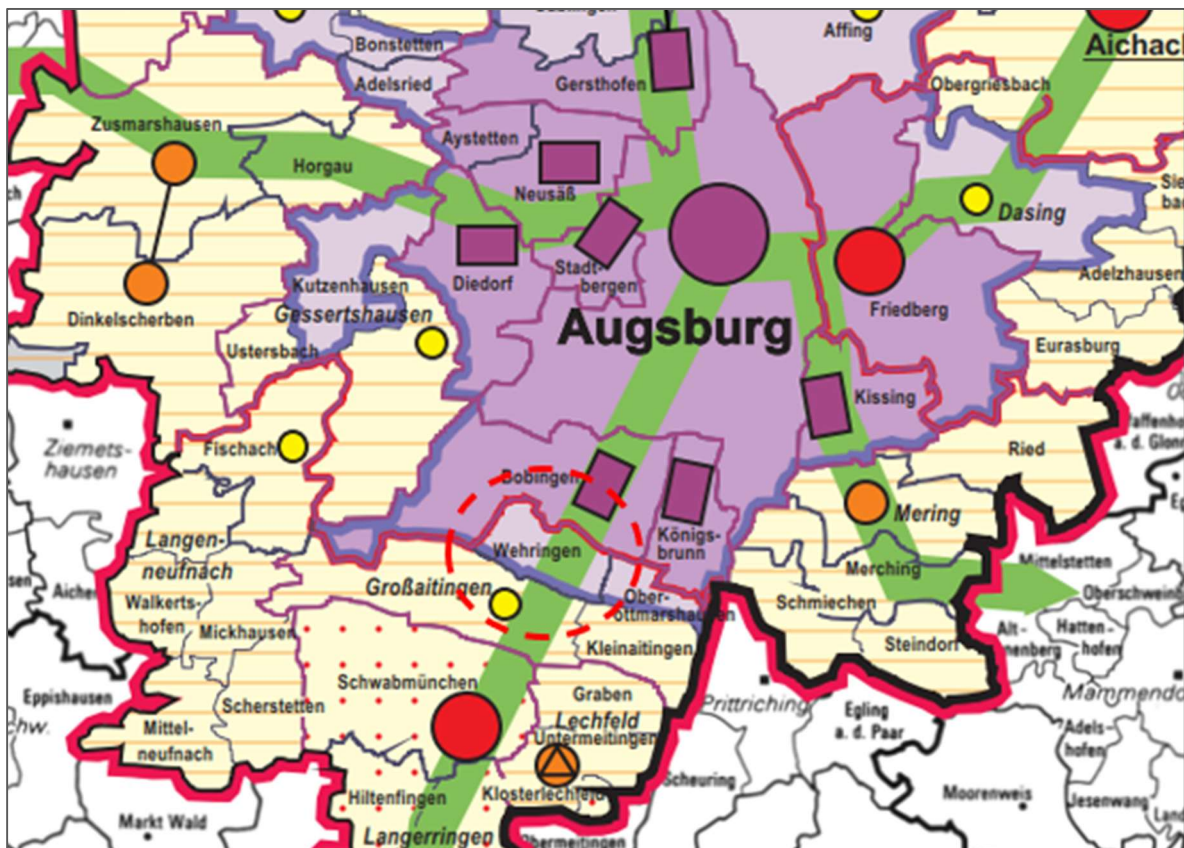 Bonstetten
Affing
Aichach
Adelsried
Gersthofen
Obergriesbach
Zusmarshausen
Aystetten
Horgau
Neusäß
Dasing
Diedorf
Stadt-
bergen
Adelzhausen
Kutzenhausen
Gessertshausen
Friedberg
Dinkelscherben
Augsburg
Ustersbach
Eurasburg
Kissing
Ziemets-
hausen
Fischach
Ried
Bobingen
Mering
Langen-
neufnach
Wehringen
Königs-
brunn
Mittelstetten
Merching
Großaitingen
Ober-
ottmarshausen
Schmiechen
Walkerts-
hofen
Mickhausen
Hatten-
hofen
Kleinaitingen
Steindorf
Schwabmünchen
Eppishausen
Graben
Scherstetten
Prittriching
Egling
a. d. Paar
Lechfeld
Mittel-
neufnach
Untermeitingen
Adels-
hofen
Scheuring
Hiltenfingen
Klosterlechfeld
Moorenweis
Jesenwang
Markt Wald
Langerringen